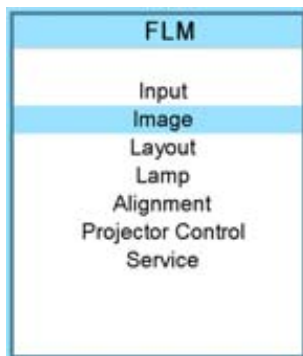 FLM
Input
Image
Layout
Lamp
Alignment
Projector Control
Service